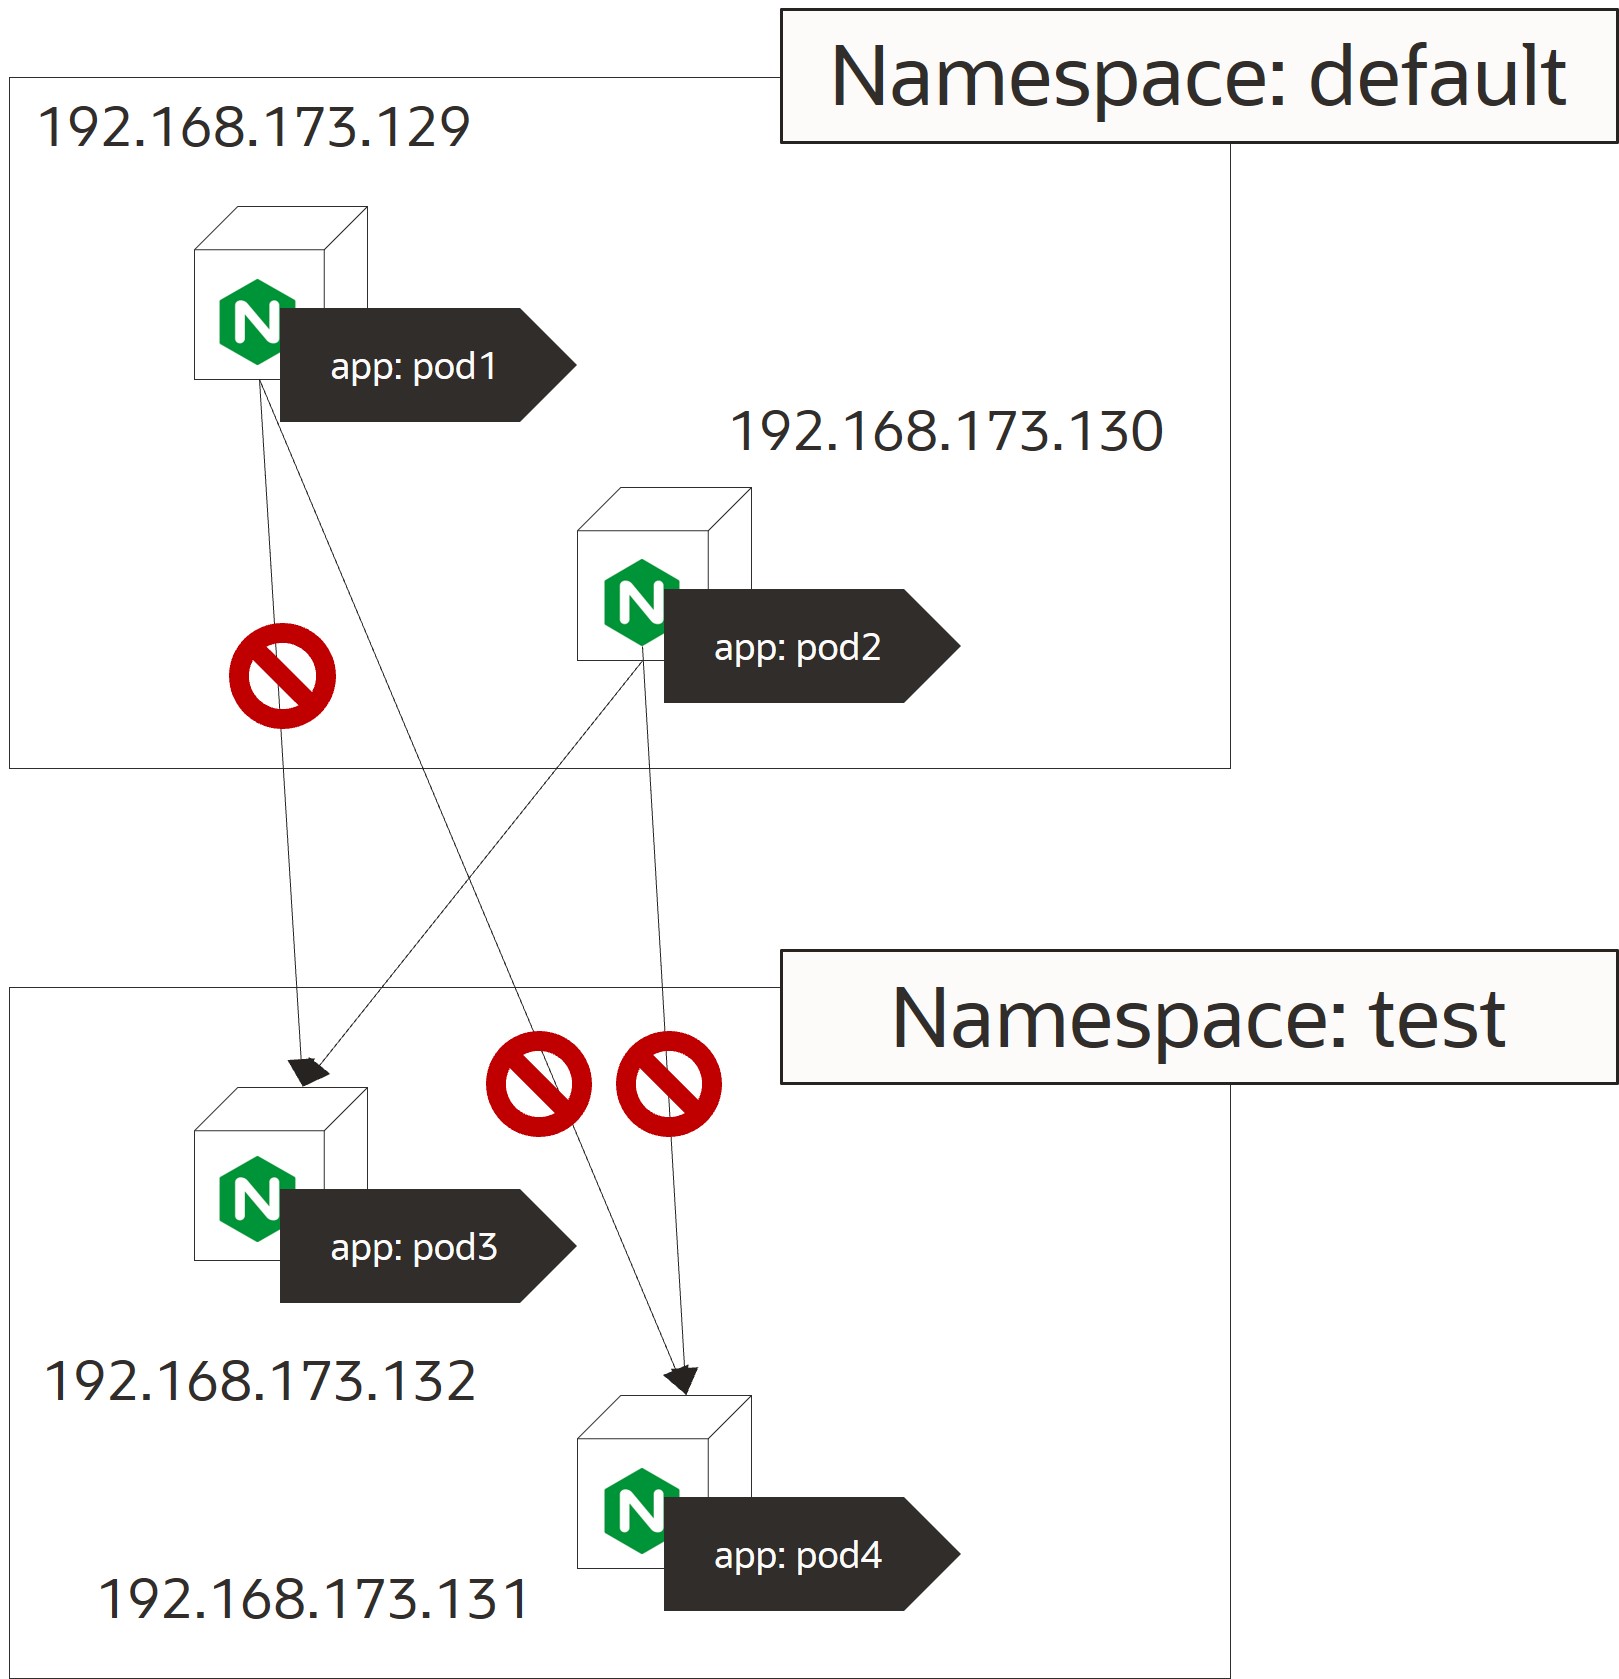 Namespace: default
192.168.173.129
N
app: pod1
192.168.173.130
N
app: pod2
Namespace: test
N
app: pod3
192.168.173.132
N
app: pod4
192.168.173.131